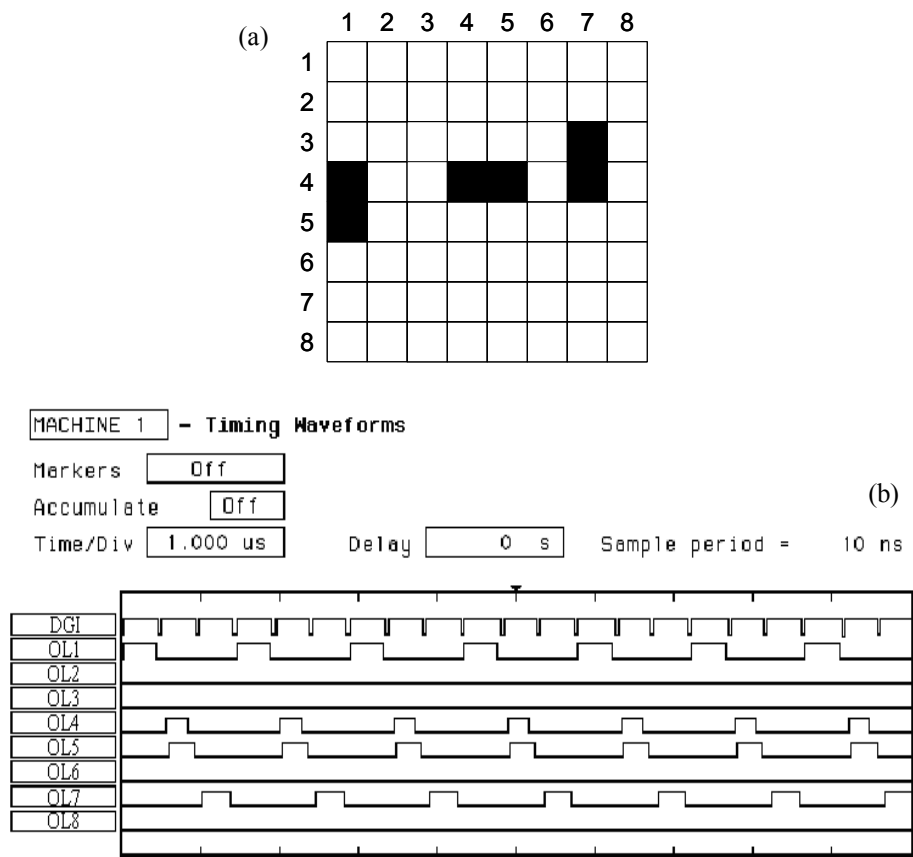 1 2 3 4 5 6 7 8
(a)
1
2
3
4
5
6
7
8
MACHINE 1 - Timing Waveforms
Markers Off
(b)
Accumulate Off
Time/Div 1.000 us Delay 0 s Sample period = 10 ns
DGI
OL1
OL2
OL3
OL4
OL5
OL6
OL7
OL8